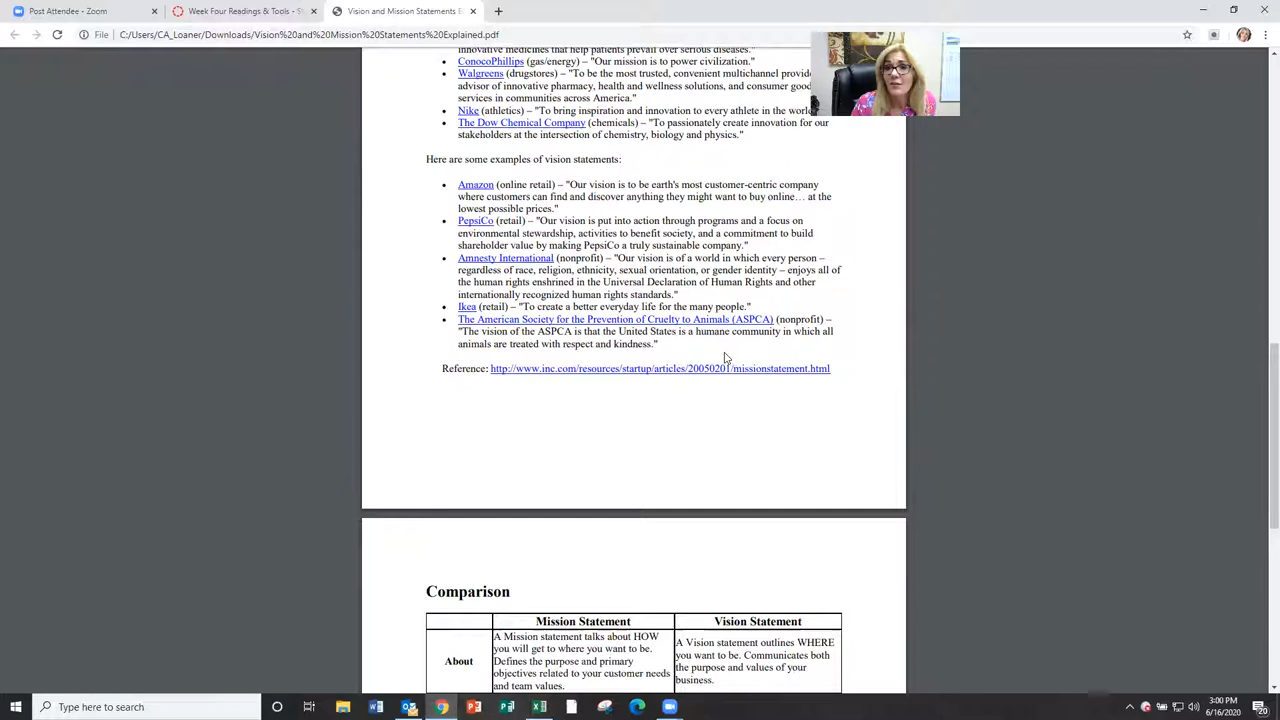 Post Attendee - Zoom
Week Four Readings & Tools - S
Vision and Mission Statements E
File
C:/Users/CA_Loaner/Downloads/Vision%20and%20Mission%20Statements%20Explained.pdf
innovative medicines that help patients prevail over serious diseases."
• ConocoPhillips (gas/energy) – "Our mission is to power civilization."
• Walgreens (drugstores) – "To be the most trusted, convenient multichannel provid
advisor of innovative pharmacy, health and wellness solutions, and consumer goo
services in communities across America."
• Nike (athletics) – "To bring inspiration and innovation to every athlete in the world
• The Dow Chemical Company (chemicals) – "To passionately create innovation for our
stakeholders at the intersection of chemistry, biology and physics."
Here are some examples of vision statements:
• Amazon (online retail) – "Our vision is to be earth's most customer-centric company
where customers can find and discover anything they might want to buy online… at the
lowest possible prices."
• PepsiCo (retail) – "Our vision is put into action through programs and a focus on
environmental stewardship, activities to benefit society, and a commitment to build
shareholder value by making PepsiCo a truly sustainable company."
• Amnesty International (nonprofit) – "Our vision is of a world in which every person –
regardless of race, religion, ethnicity, sexual orientation, or gender identity – enjoys all of
the human rights enshrined in the Universal Declaration of Human Rights and other
internationally recognized human rights standards."
• Ikea (retail) – "To create a better everyday life for the many people."
• The American Society for the Prevention of Cruelty to Animals (ASPCA) (nonprofit) –
"The vision of the ASPCA is that the United States is a humane community in which all
animals are treated with respect and kindness."
Reference: http://www.inc.com/resources/startup/articles/20050201/missionstatement.html
Comparison
Mission Statement
Vision Statement
About
A Mission statement talks about HOW
you will get to where you want to be.
Defines the purpose and primary
objectives related to your customer needs
and team values.
A Vision statement outlines WHERE
you want to be. Communicates both
the purpose and values of your
business.
Type here to search
3:00 PM
6/16/2020
20